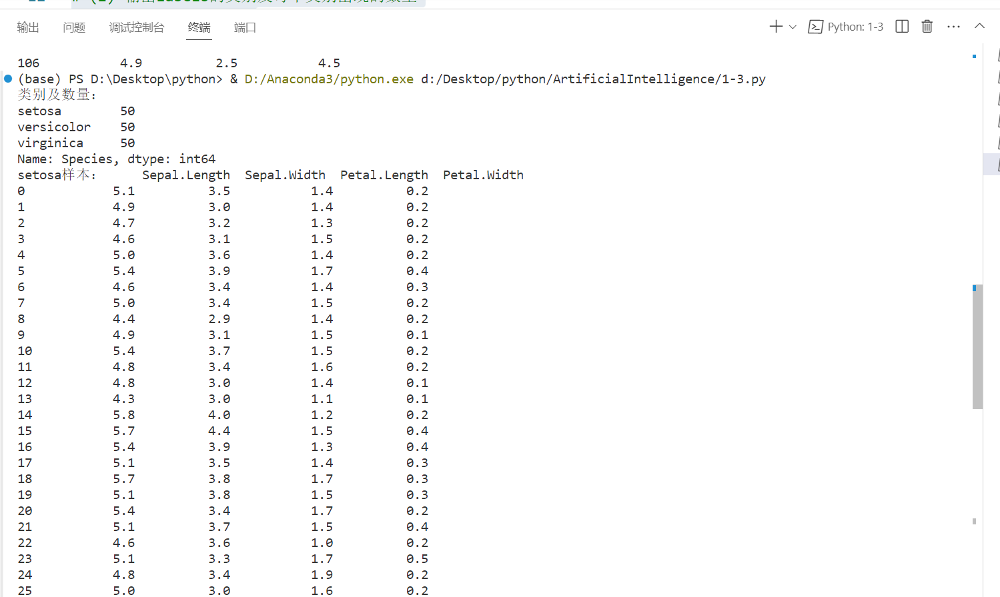 输出 问题 调试控制台 终端 端口 Python: 1-3
106 4.9 2.5 4.5
(base) PS D:\Desktop\python> & D:/Anaconda3/python.exe d:/Desktop/python/ArtificialIntelligence/1-3.py
类别及数量：
setosa 50
versicolor 50
virginica 50
Name: Species, dtype: int64
setosa样本： Sepal.Length Sepal.Width Petal.Length Petal.Width
0 5.1 3.5 1.4 0.2
1 4.9 3.0 1.4 0.2
2 4.7 3.2 1.3 0.2
3 4.6 3.1 1.5 0.2
4 5.0 3.6 1.4 0.2
5 5.4 3.9 1.7 0.4
6 4.6 3.4 1.4 0.3
7 5.0 3.4 1.5 0.2
8 4.4 2.9 1.4 0.2
9 4.9 3.1 1.5 0.1
10 5.4 3.7 1.5 0.2
11 4.8 3.4 1.6 0.2
12 4.8 3.0 1.4 0.1
13 4.3 3.0 1.1 0.1
14 5.8 4.0 1.2 0.2
15 5.7 4.4 1.5 0.4
16 5.4 3.9 1.3 0.4
17 5.1 3.5 1.4 0.3
18 5.7 3.8 1.7 0.3
19 5.1 3.8 1.5 0.3
20 5.4 3.4 1.7 0.2
21 5.1 3.7 1.5 0.4
22 4.6 3.6 1.0 0.2
23 5.1 3.3 1.7 0.5
24 4.8 3.4 1.9 0.2
25 5.0 3.0 1.6 0.2